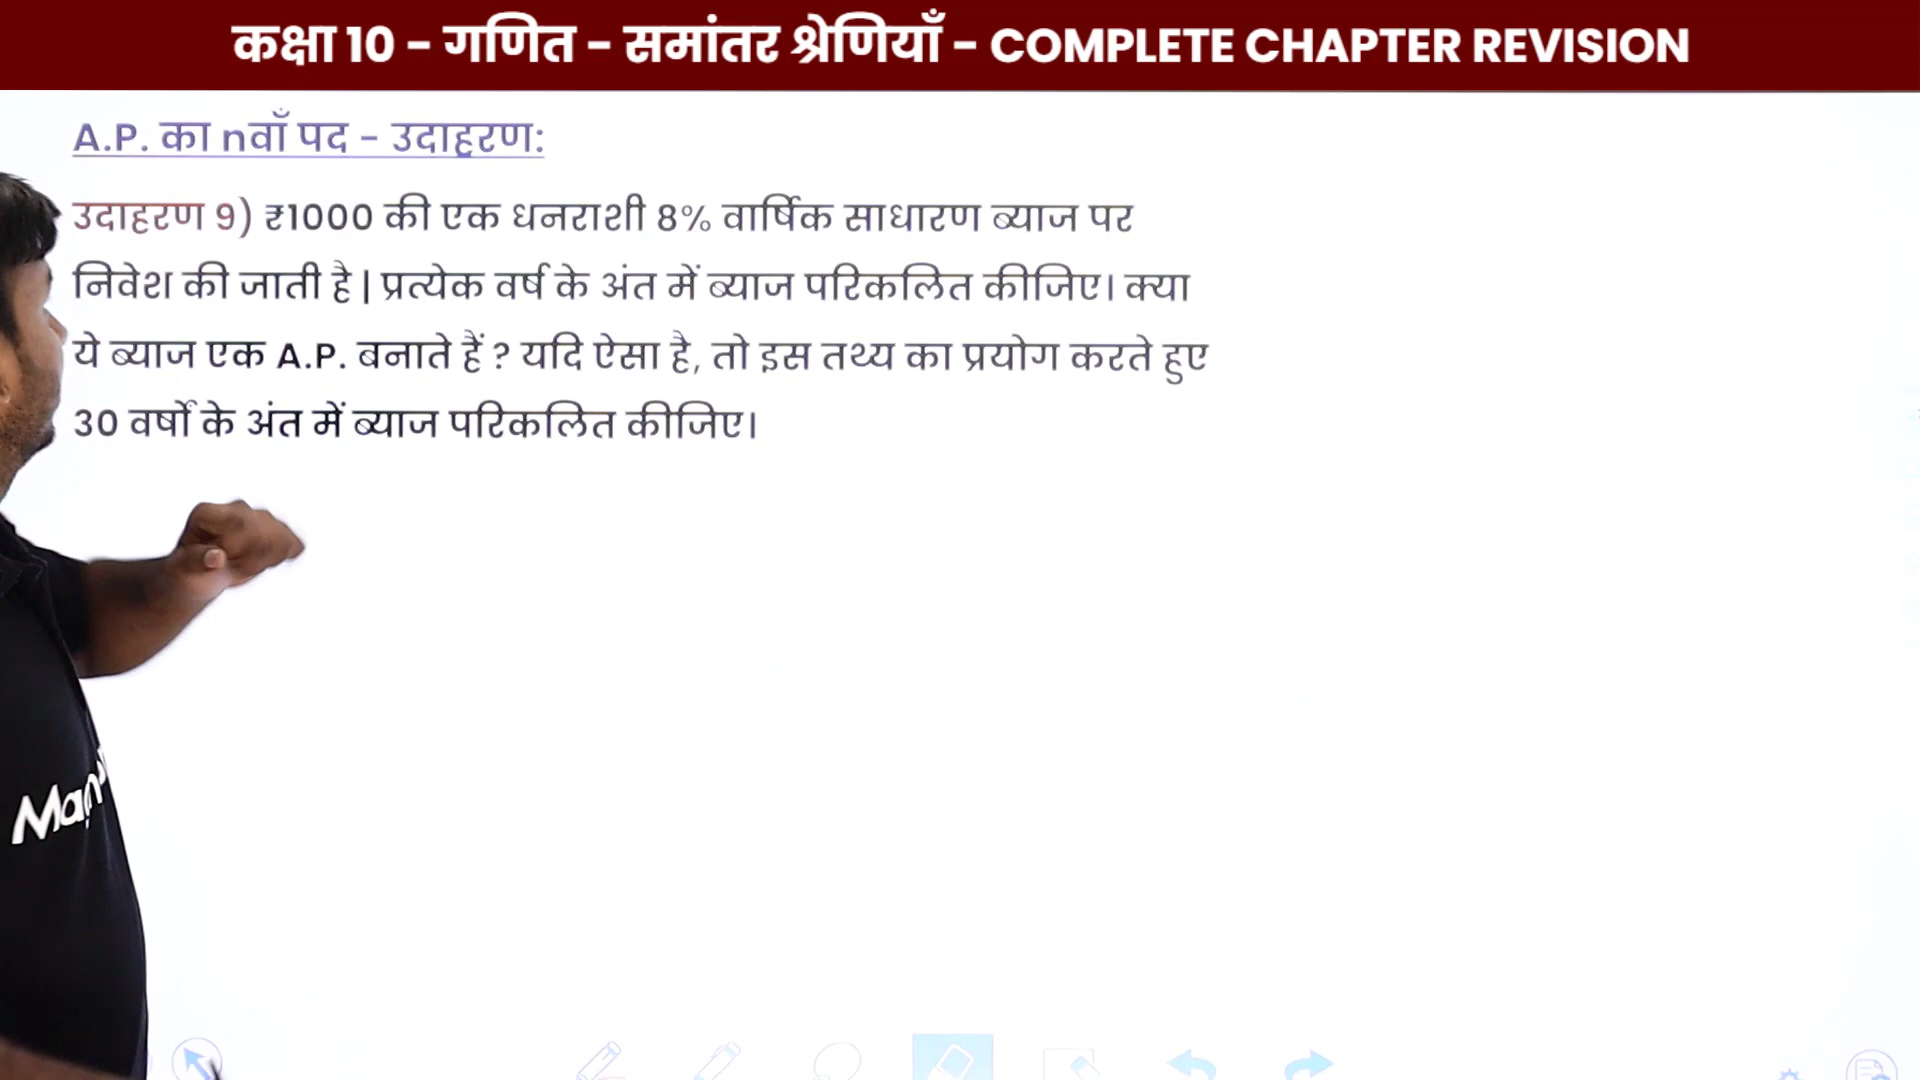 कक्षा 10 – गणित – समांतर श्रेणियाँ – COMPLETE CHAPTER REVISION
A.P. का nवाँ पद – उदाहरण:
उदाहरण 9) ₹1000 की एक धनराशी 8% वार्षिक साधारण ब्याज पर
निवेश की जाती है | प्रत्येक वर्ष के अंत में ब्याज परिकलित कीजिए। क्या
ये ब्याज एक A.P. बनाते हैं ? यदि ऐसा है, तो इस तथ्य का प्रयोग करते हुए
30 वर्षों के अंत में ब्याज परिकलित कीजिए।